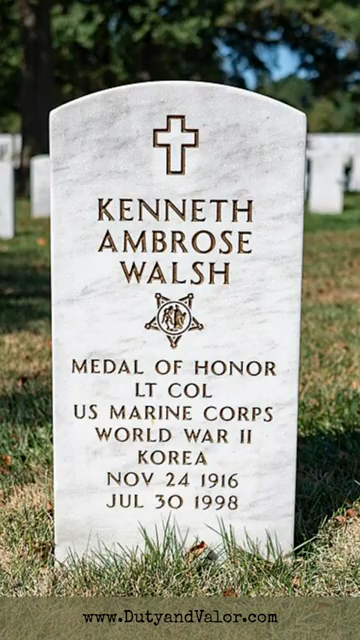 KENNETH
AMBROSE
WALSH
MEDAL OF HONOR
LT COL
US MARINE CORPS
WORLD WAR II
KOREA
NOV 24 1916
JUL 30 1998
www.DutyandValor.com